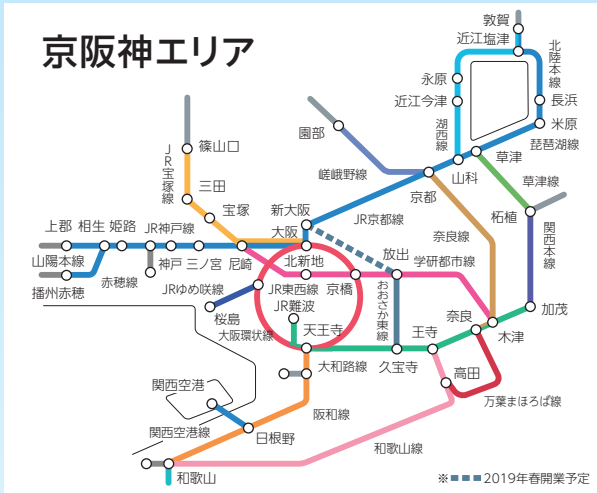 京阪神エリア
敦賀
近江塩津
北陸本線
永原
近江今津
長浜
湖西線
米原
琵琶湖線
園部
嵯峨野線
山科
草津
京都
草津線
柘植
篠山口
JR宝塚線
三田
宝塚
新大阪
大阪
JR京都線
奈良線
関西本線
上郡
相生
姫路
JR神戸線
山陽本線
赤穂線
神戸
三ノ宮
尼崎
北新地
放出
学研都市線
播州赤穂
JRゆめ咲線
JR東西線
京橋
JR難波
おおさか東線
桜島
大阪環状線
天王寺
王寺
奈良
木津
加茂
大和路線
久宝寺
高田
万葉まほろば線
関西空港
阪和線
関西空港線
日根野
和歌山線
和歌山
※ 2019年春開業予定